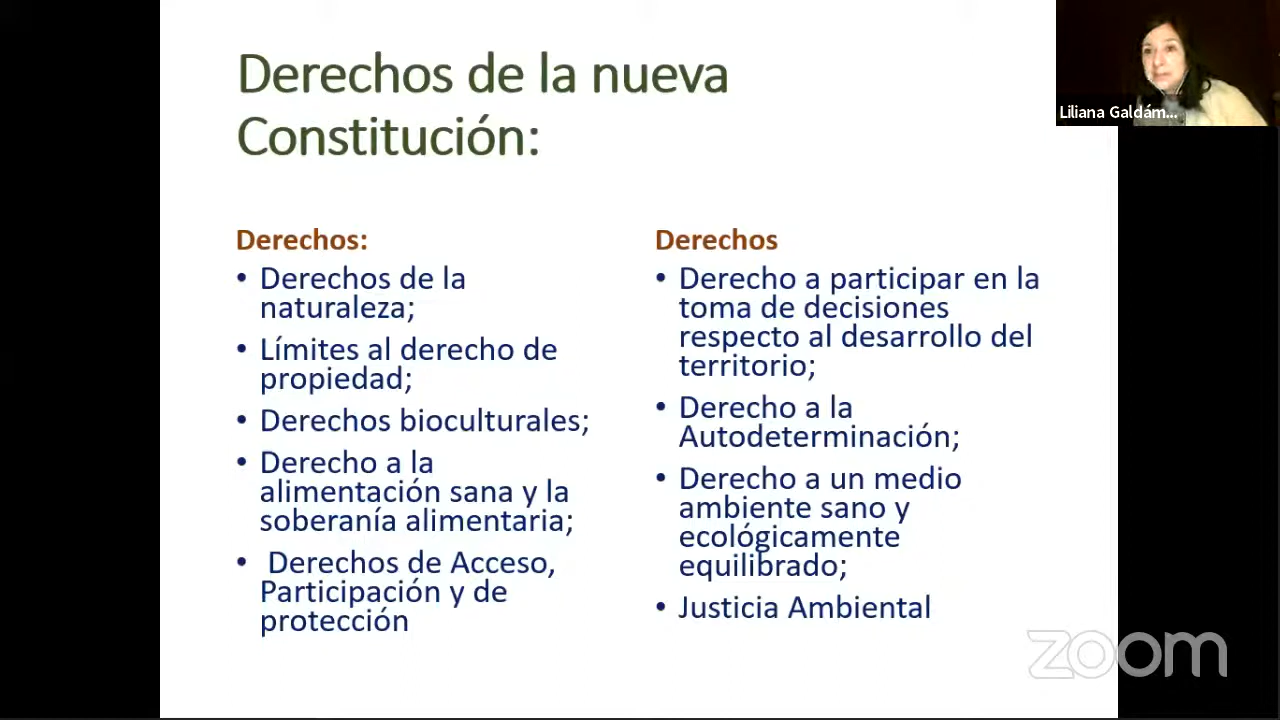 Derechos de la nueva
Constitución:
Derechos:
• Derechos de la
naturaleza;
• Límites al derecho de
propiedad;
• Derechos bioculturales;
• Derecho a la
alimentación sana y la
soberanía alimentaria;
• Derechos de Acceso,
Participación y de
protección
Derechos
• Derecho a participar en la
toma de decisiones
respecto al desarrollo del
territorio;
• Derecho a la
Autodeterminación;
• Derecho a un medio
ambiente sano y
ecológicamente
equilibrado;
• Justicia Ambiental
Liliana Galdám...
zoom